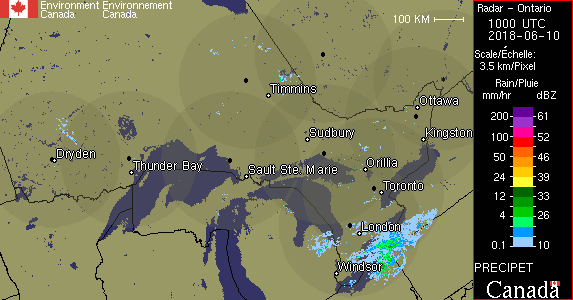 Environment Environnement
Canada Canada
100 KM
Timmins
Ottawa
Sudbury
Kingston
Dryden
Thunder Bay
Sault Ste. Marie
Orillia
Toronto
London
Windsor
Radar - Ontario
1000 UTC
2018-06-10
Scale/Échelle:
3.5 km/Pixel
Rain/Pluie
mm/hr dBZ
200 61
100 52
50 46
24 39
12 33
4 26
0.1 10
PRECIPET
Canada